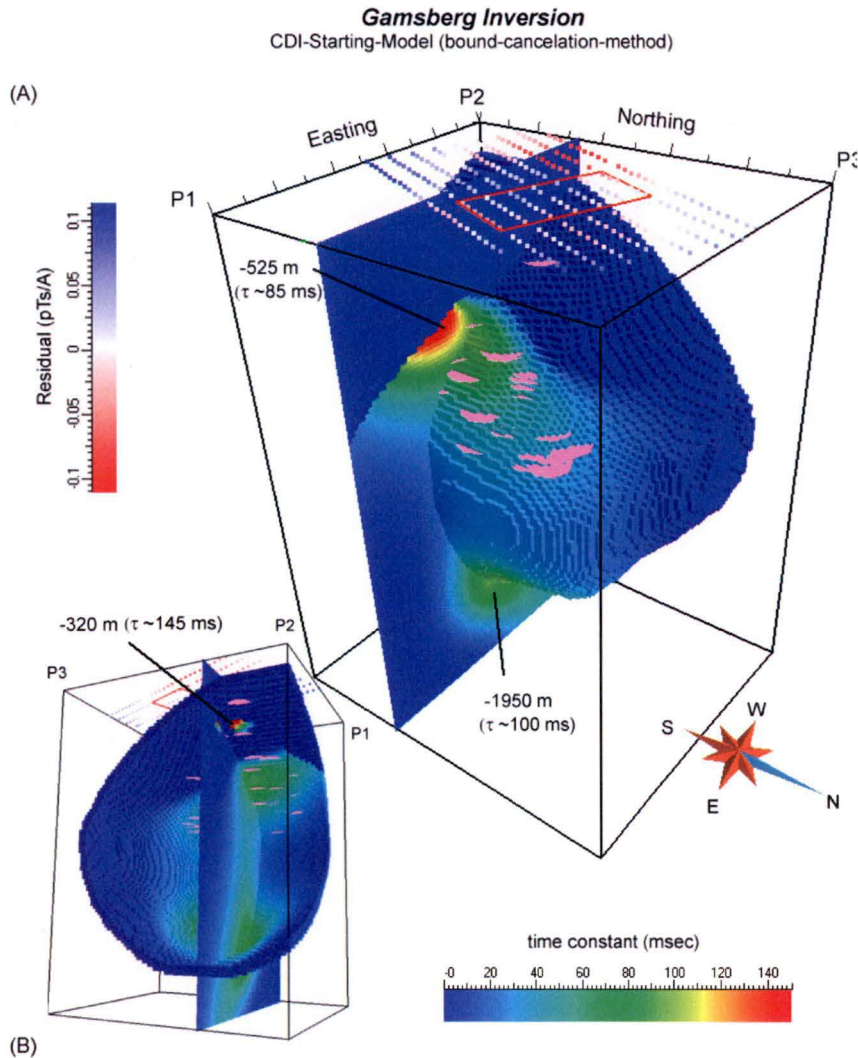 Gamsberg Inversion
CDI-Starting-Model (bound-cancelation-method)
(A)
P2
Easting
Northing
P3
P1
-525 m
(τ ~85 ms)
0.1
0.05
0
-0.05
-0.1
Residual (pTs/A)
-320 m (τ ~145 ms)
P2
P3
P1
-1950 m
(τ ~100 ms)
S
W
E
N
time constant (msec)
-0 20 40 60 80 100 120 140
(B)